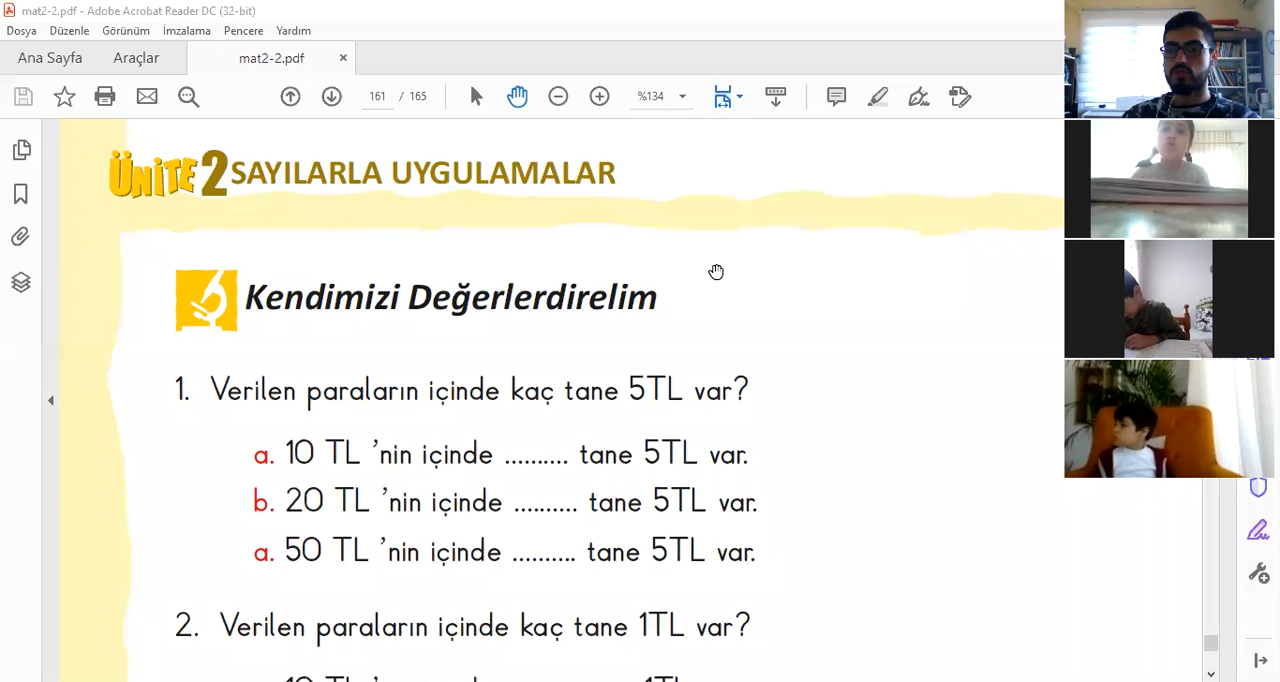 mat2-2.pdf - Adobe Acrobat Reader DC (32-bit)
Dosya Düzenle Görünüm İmzalama Pencere Yardım
Ana Sayfa Araçlar mat2-2.pdf ×
161 / 165 %134
ÜNİTE 2 SAYILARLA UYGULAMALAR
Kendimizi Değerlerdirelim
1. Verilen paraların içinde kaç tane 5TL var?
a. 10 TL ’nin içinde .......... tane 5TL var.
b. 20 TL ’nin içinde .......... tane 5TL var.
a. 50 TL ’nin içinde .......... tane 5TL var.
2. Verilen paraların içinde kaç tane 1TL var?